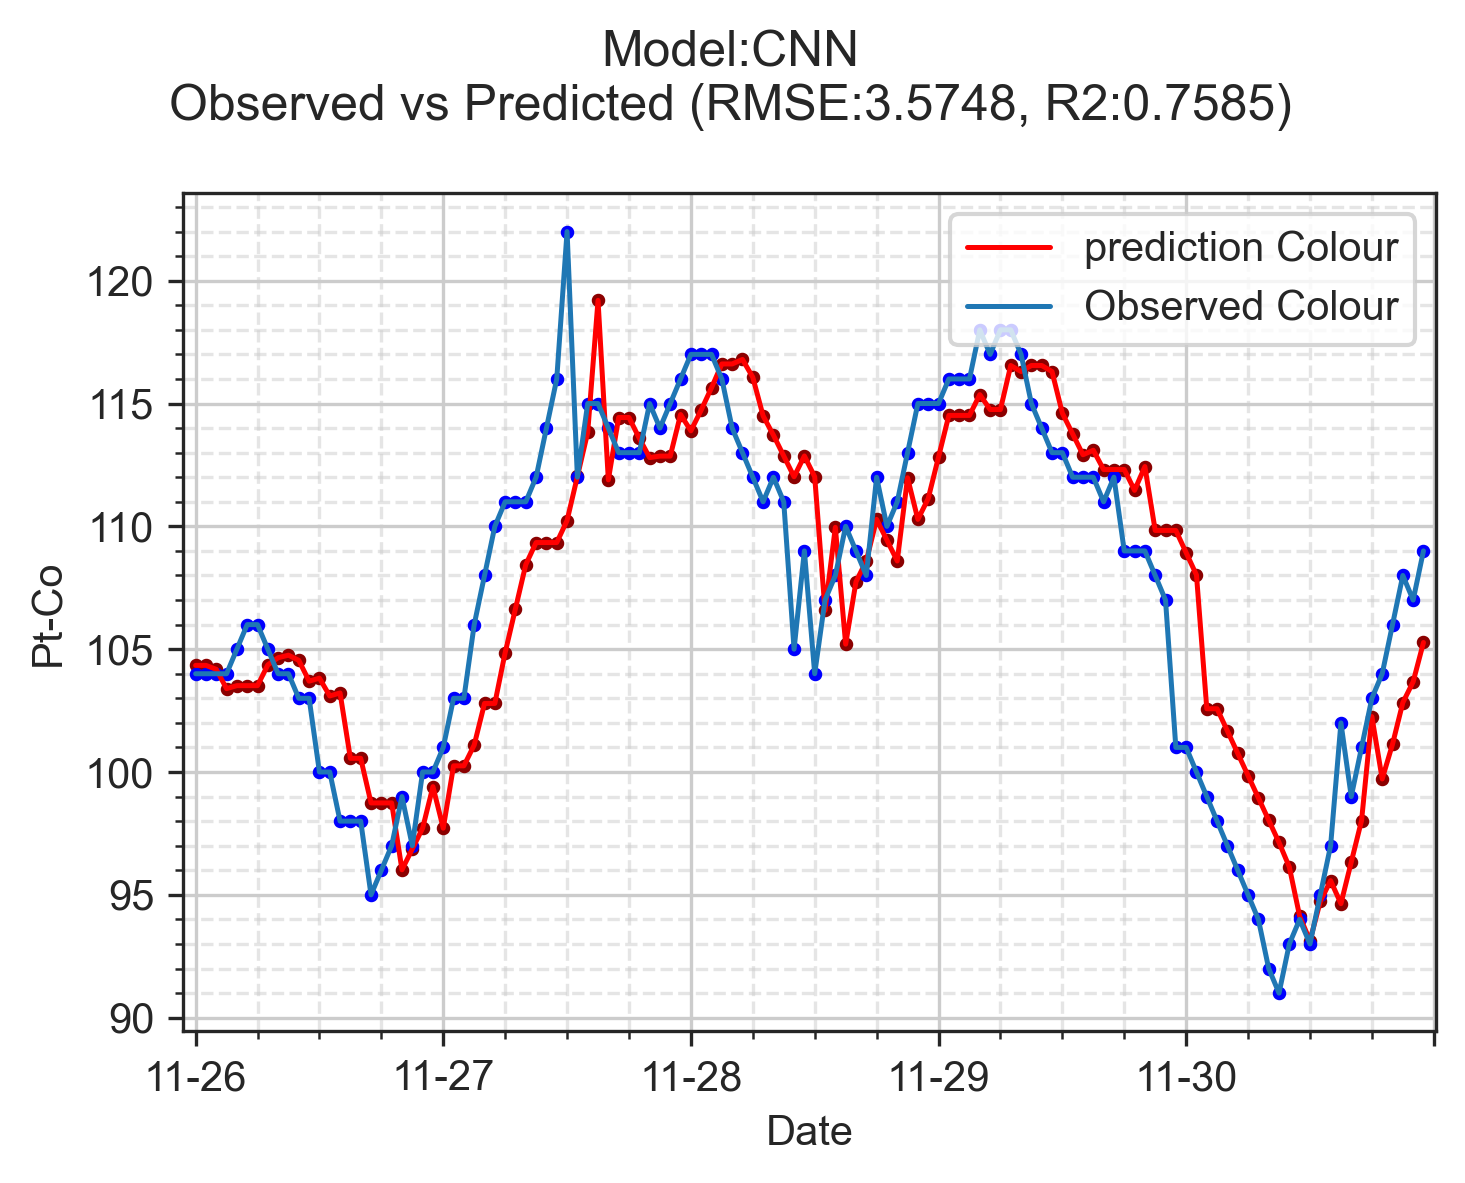 Model:CNN
Observed vs Predicted (RMSE:3.5748, R2:0.7585)
prediction Colour
Observed Colour
120
115
110
105
100
95
90
Pt-Co
11-26
11-27
11-28
11-29
11-30
Date